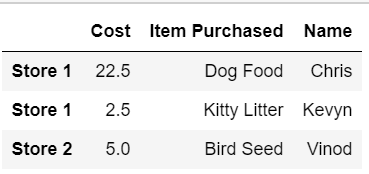 Cost Item Purchased Name
Store 1 22.5 Dog Food Chris
Store 1 2.5 Kitty Litter Kevyn
Store 2 5.0 Bird Seed Vinod